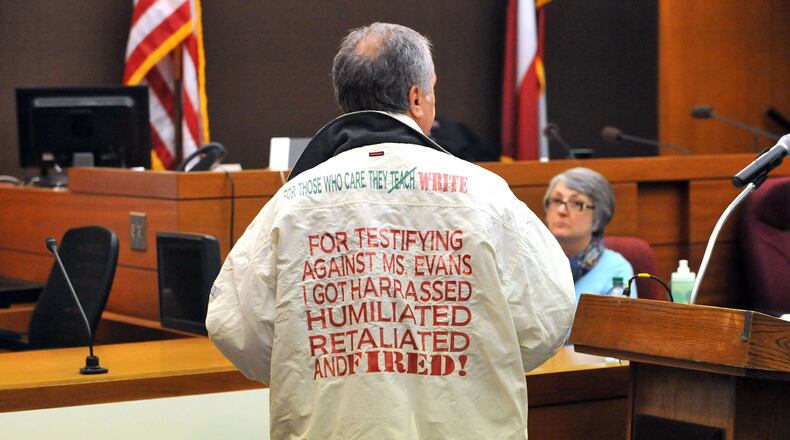 FOR THOSE WHO CARE THEY TEACH WRITE
FOR TESTIFYING
AGAINST MS. EVANS
I GOT HARRASSED
HUMILIATED
RETALIATED
AND FIRED!